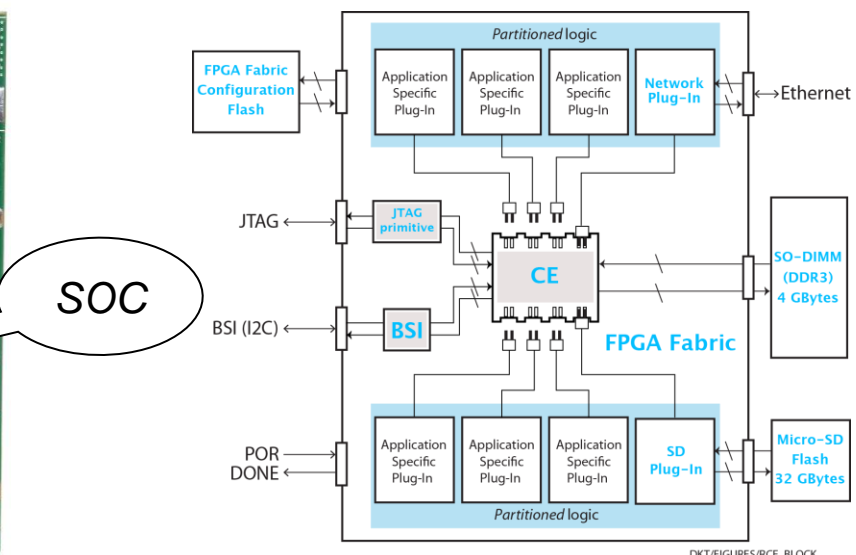 Partitioned logic
FPGA Fabric
Configuration
Flash
Application
Specific
Plug-In
Application
Specific
Plug-In
Application
Specific
Plug-In
Network
Plug-In
Ethernet
JTAG
JTAG
primitive
SOC
CE
SO-DIMM
(DDR3)
4 GBytes
BSI (I2C)
BSI
FPGA Fabric
POR
DONE
Application
Specific
Plug-In
Application
Specific
Plug-In
Application
Specific
Plug-In
SD
Plug-In
Micro-SD
Flash
32 GBytes
Partitioned logic